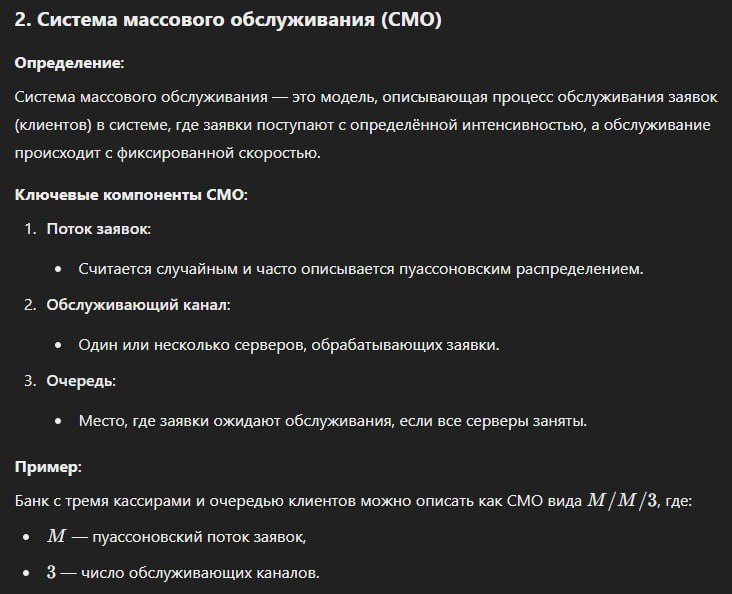 2. Система массового обслуживания (СМО)
Определение:
Система массового обслуживания — это модель, описывающая процесс обслуживания заявок
(клиентов) в системе, где заявки поступают с определённой интенсивностью, а обслуживание
происходит с фиксированной скоростью.
Ключевые компоненты СМО:
1. Поток заявок:
• Считается случайным и часто описывается пуассоновским распределением.
2. Обслуживающий канал:
• Один или несколько серверов, обрабатывающих заявки.
3. Очередь:
• Место, где заявки ожидают обслуживания, если все серверы заняты.
Пример:
Банк с тремя кассирами и очередью клиентов можно описать как СМО вида M/M/3, где:
• M — пуассоновский поток заявок,
• 3 — число обслуживающих каналов.